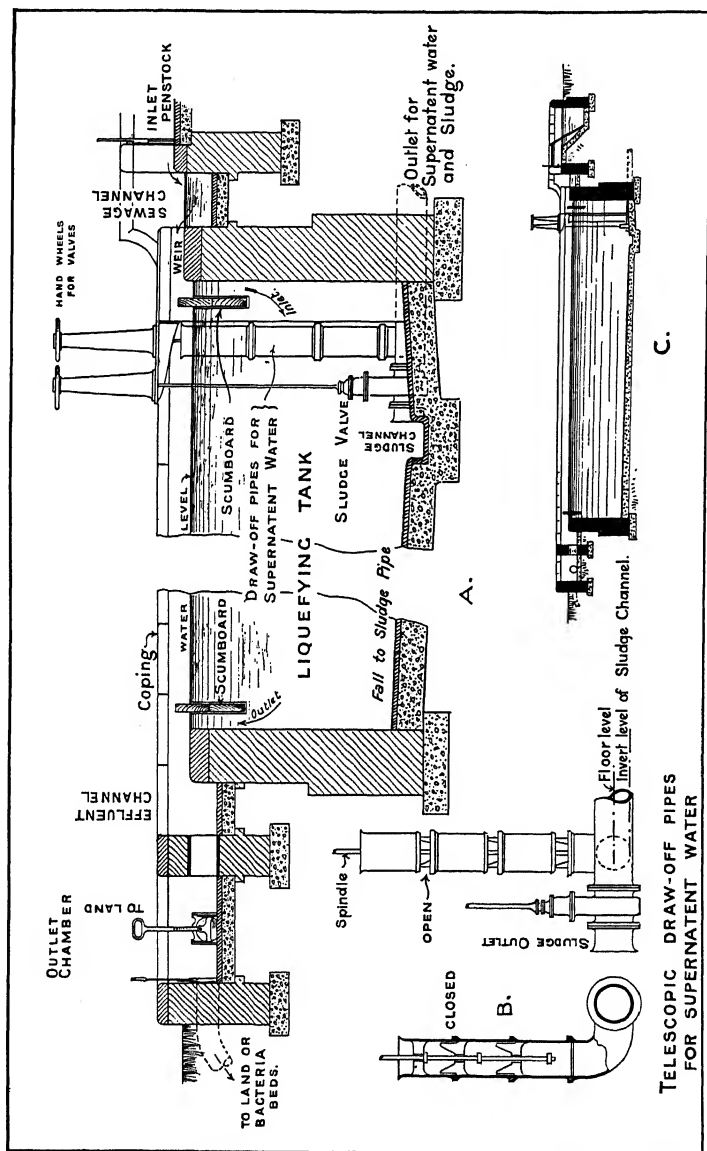 OUTLET
CHAMBER
TO LAND
TO LAND OR
BACTERIA
BEDS.
EFFLUENT
CHANNEL
Coping
WATER
SCUMBOARD
Outlet
LIQUEFYING TANK
Fall to Sludge Pipe
HAND WHEELS
FOR VALVES
LEVEL
SCUMBOARD
DRAW-OFF PIPES FOR
SUPERNATENT WATER
SLUDGE VALVE
SLUDGE
CHANNEL
Inlet.
WEIR
SEWAGE
CHANNEL
INLET
PENSTOCK
Outlet for
Supernatent water
and Sludge.
A.
Spindle
OPEN
SLUDGE OUTLET
Floor level
Invert level of Sludge Channel.
CLOSED
B.
C.
TELESCOPIC DRAW-OFF PIPES
FOR SUPERNATENT WATER